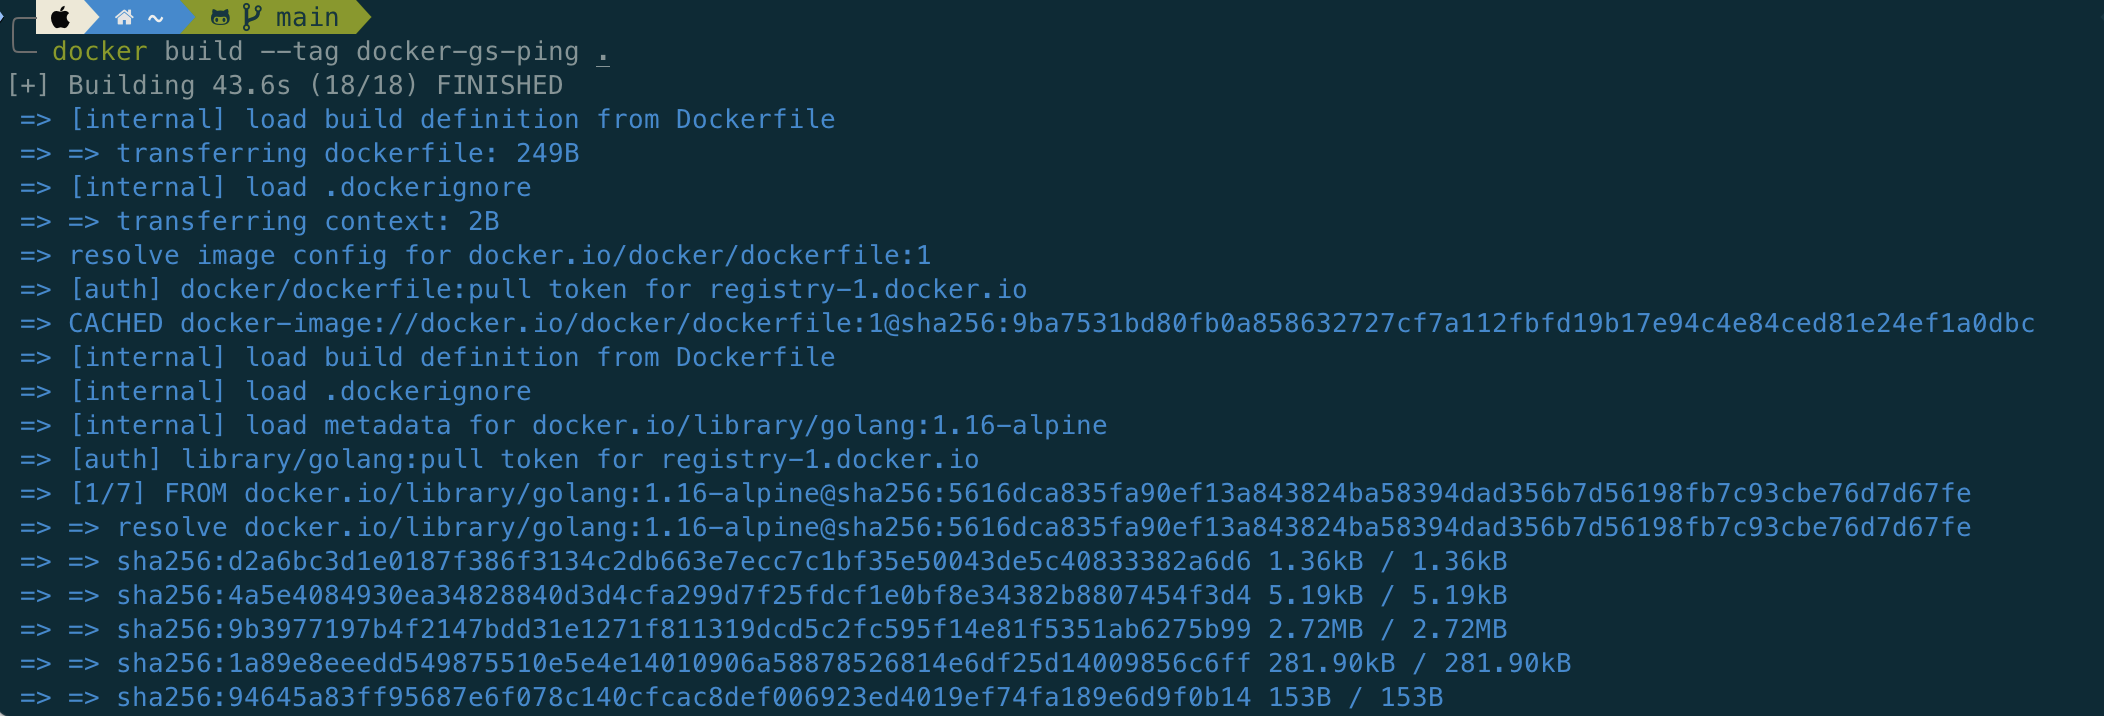 ~ main
docker build --tag docker-gs-ping .
[+] Building 43.6s (18/18) FINISHED
=> [internal] load build definition from Dockerfile
=> => transferring dockerfile: 249B
=> [internal] load .dockerignore
=> => transferring context: 2B
=> resolve image config for docker.io/docker/dockerfile:1
=> [auth] docker/dockerfile:pull token for registry-1.docker.io
=> CACHED docker-image://docker.io/docker/dockerfile:1@sha256:9ba7531bd80fb0a858632727cf7a112fbfd19b17e94c4e84ced81e24ef1a0dbc
=> [internal] load build definition from Dockerfile
=> [internal] load .dockerignore
=> [internal] load metadata for docker.io/library/golang:1.16-alpine
=> [auth] library/golang:pull token for registry-1.docker.io
=> [1/7] FROM docker.io/library/golang:1.16-alpine@sha256:5616dca835fa90ef13a843824ba58394dad356b7d56198fb7c93cbe76d7d67fe
=> => resolve docker.io/library/golang:1.16-alpine@sha256:5616dca835fa90ef13a843824ba58394dad356b7d56198fb7c93cbe76d7d67fe
=> => sha256:d2a6bc3d1e0187f386f3134c2db663e7ecc7c1bf35e50043de5c40833382a6d6 1.36kB / 1.36kB
=> => sha256:4a5e4084930ea34828840d3d4cfa299d7f25fdcf1e0bf8e34382b8807454f3d4 5.19kB / 5.19kB
=> => sha256:9b3977197b4f2147bdd31e1271f811319dcd5c2fc595f14e81f5351ab6275b99 2.72MB / 2.72MB
=> => sha256:1a89e8eeedd549875510e5e4e14010906a58878526814e6df25d14009856c6ff 281.90kB / 281.90kB
=> => sha256:94645a83ff95687e6f078c140cfcac8def006923ed4019ef74fa189e6d9f0b14 153B / 153B